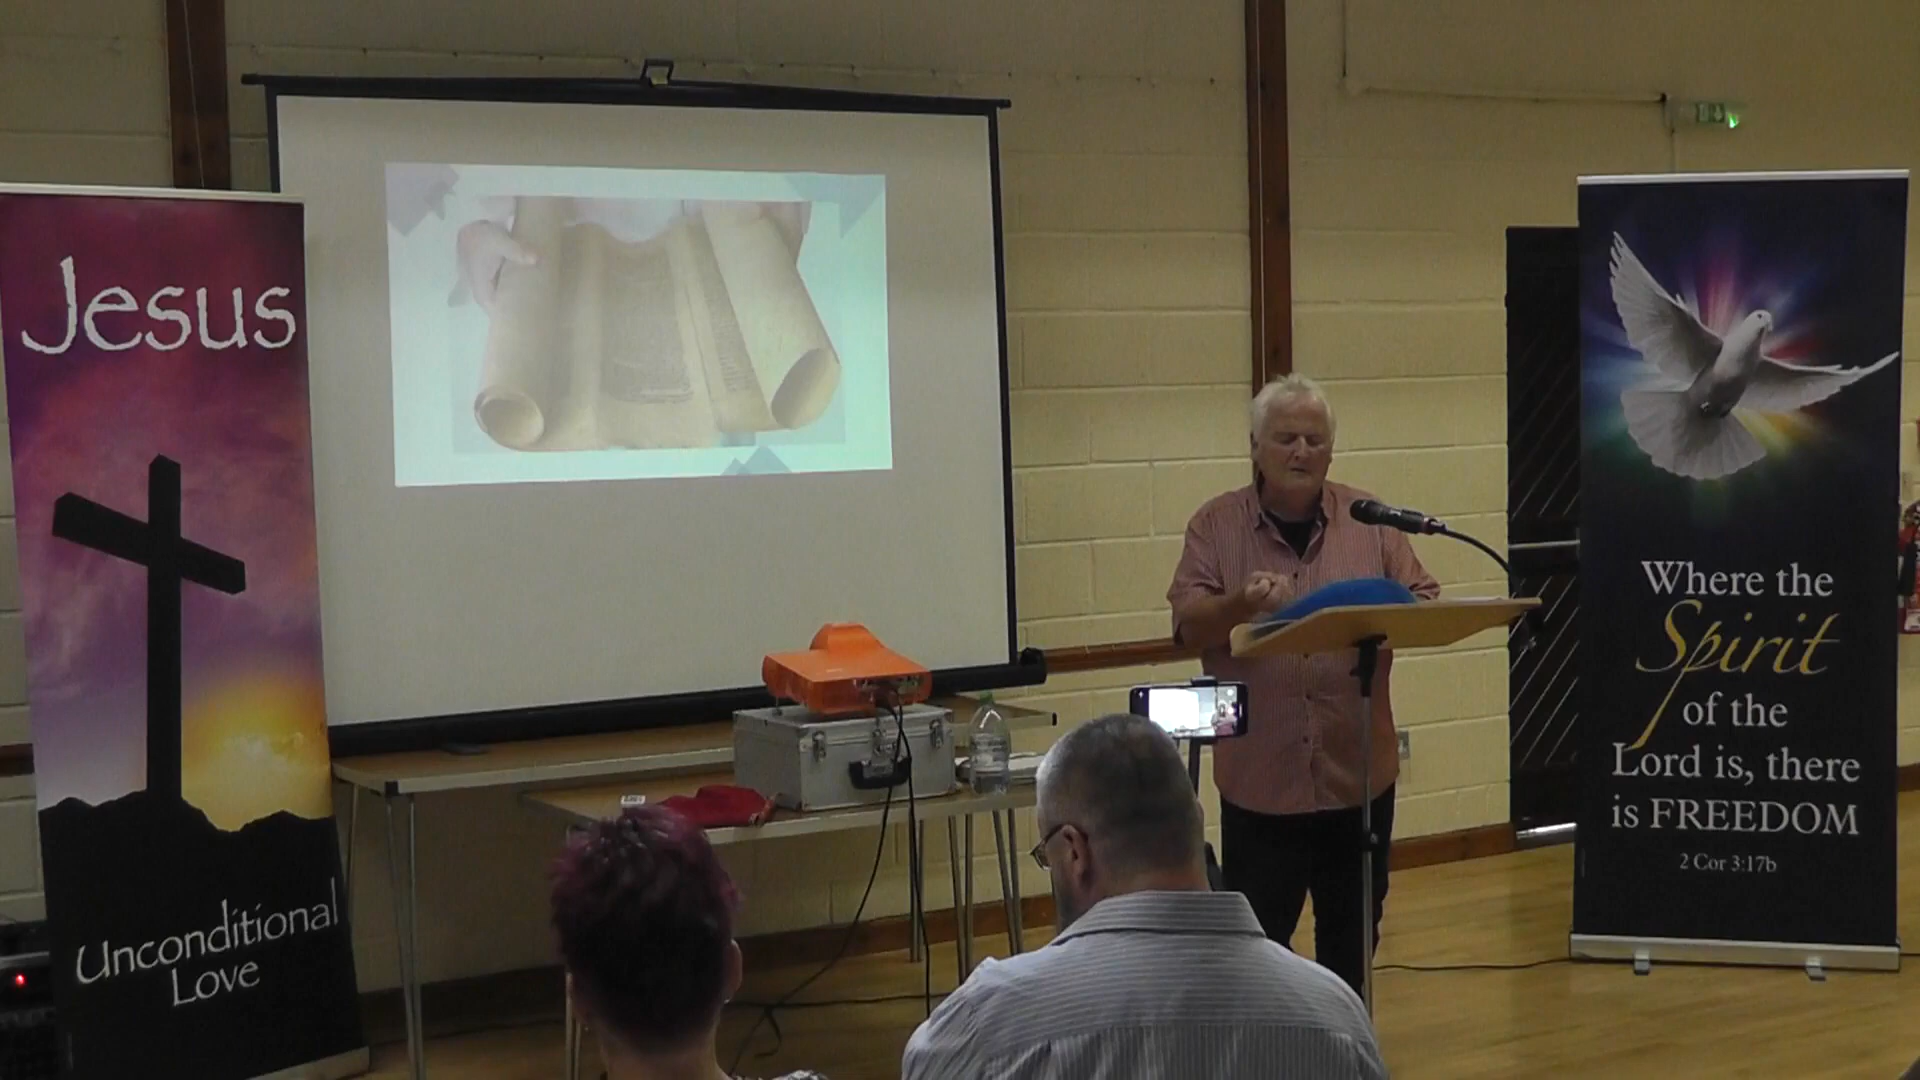 Jesus
Unconditional
Love
Where the
Spirit
of the
Lord is, there
is FREEDOM
2 Cor 3:17b